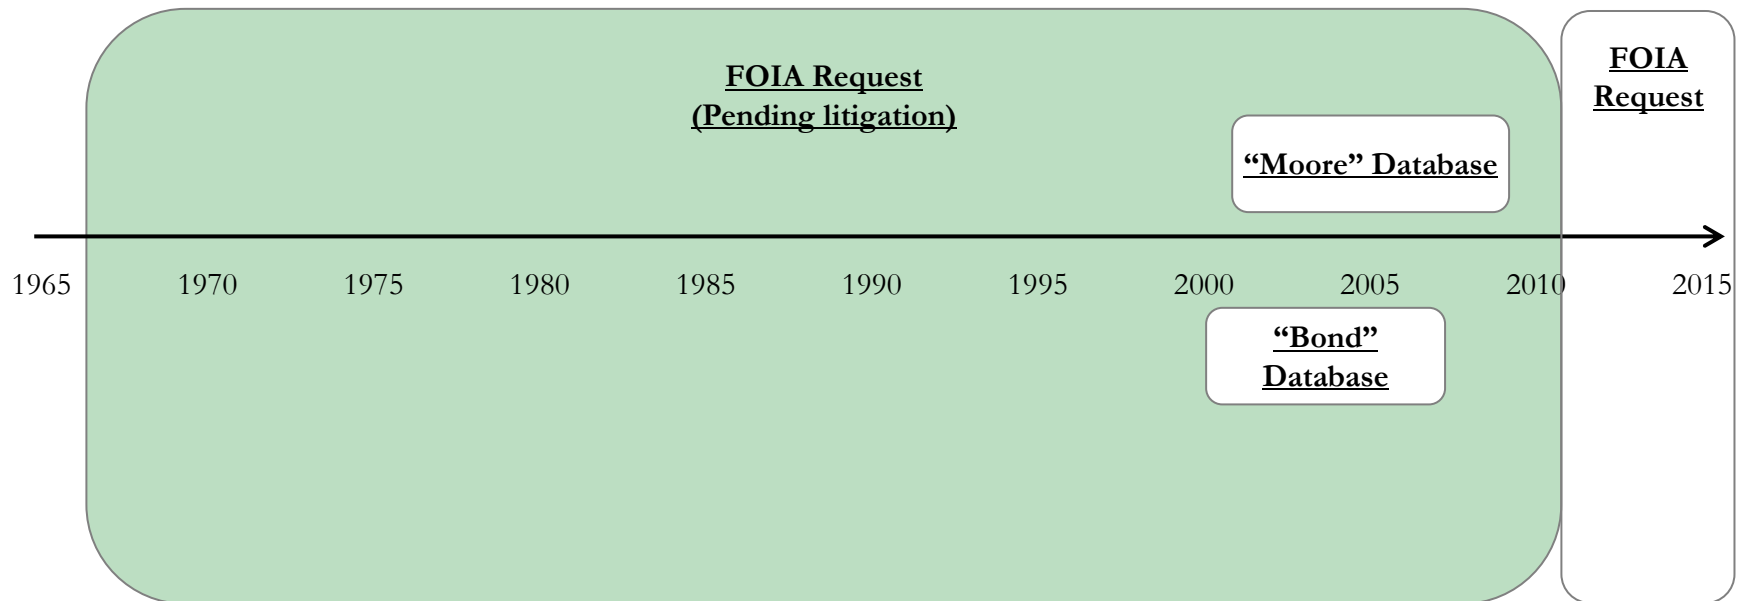 FOIA Request
(Pending litigation)
FOIA
Request
“Moore” Database
1965 1970 1975 1980 1985 1990 1995 2000 2005 2010 2015
“Bond”
Database